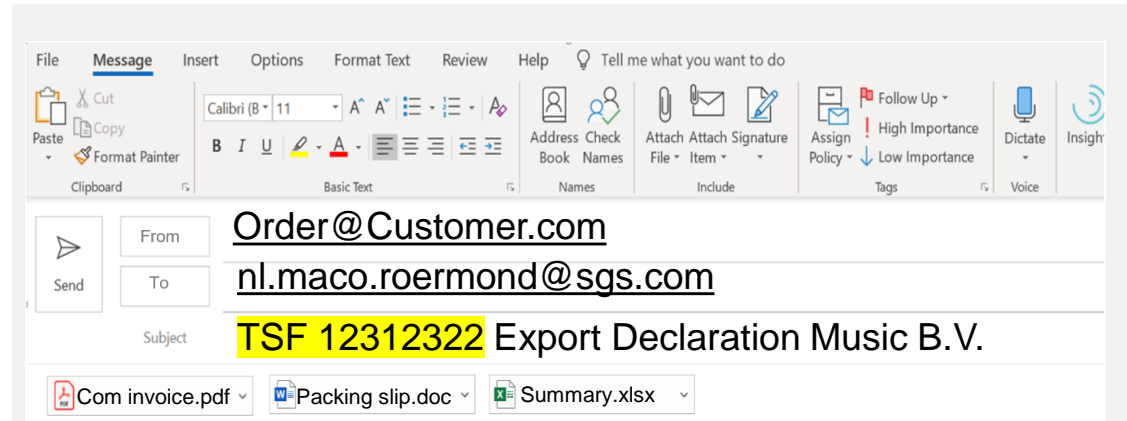 File Message Insert Options Format Text Review Help Tell me what you want to do
Cut
Copy
Paste
Format Painter
Clipboard
Calibri (B 11
B I U
Basic Text
Address Book
Check Names
Names
Attach File
Attach Item
Signature
Include
Assign Policy
Follow Up
High Importance
Low Importance
Tags
Dictate
Voice
Insigh
Send
From Order@Customer.com
To nl.maco.roermond@sgs.com
Subject TSF 12312322 Export Declaration Music B.V.
Com invoice.pdf Packing slip.doc Summary.xlsx